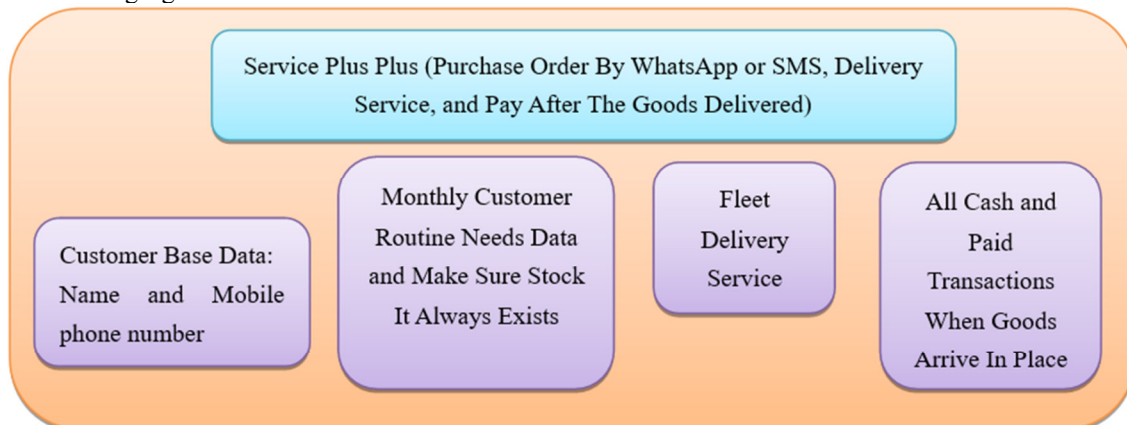 Service Plus Plus (Purchase Order By WhatsApp or SMS, Delivery
Service, and Pay After The Goods Delivered)
Customer Base Data:
Name and Mobile
phone number
Monthly Customer
Routine Needs Data
and Make Sure Stock
It Always Exists
Fleet
Delivery
Service
All Cash and
Paid
Transactions
When Goods
Arrive In Place